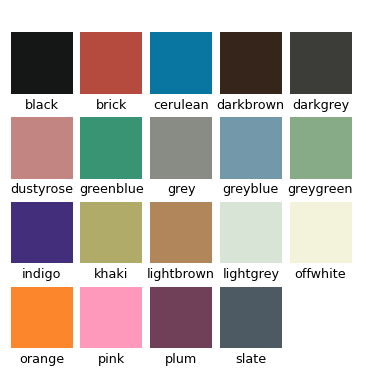 black brick cerulean darkbrown darkgrey
dustyrose greenblue grey greyblue greygreen
indigo khaki lightbrown lightgrey offwhite
orange pink plum slate